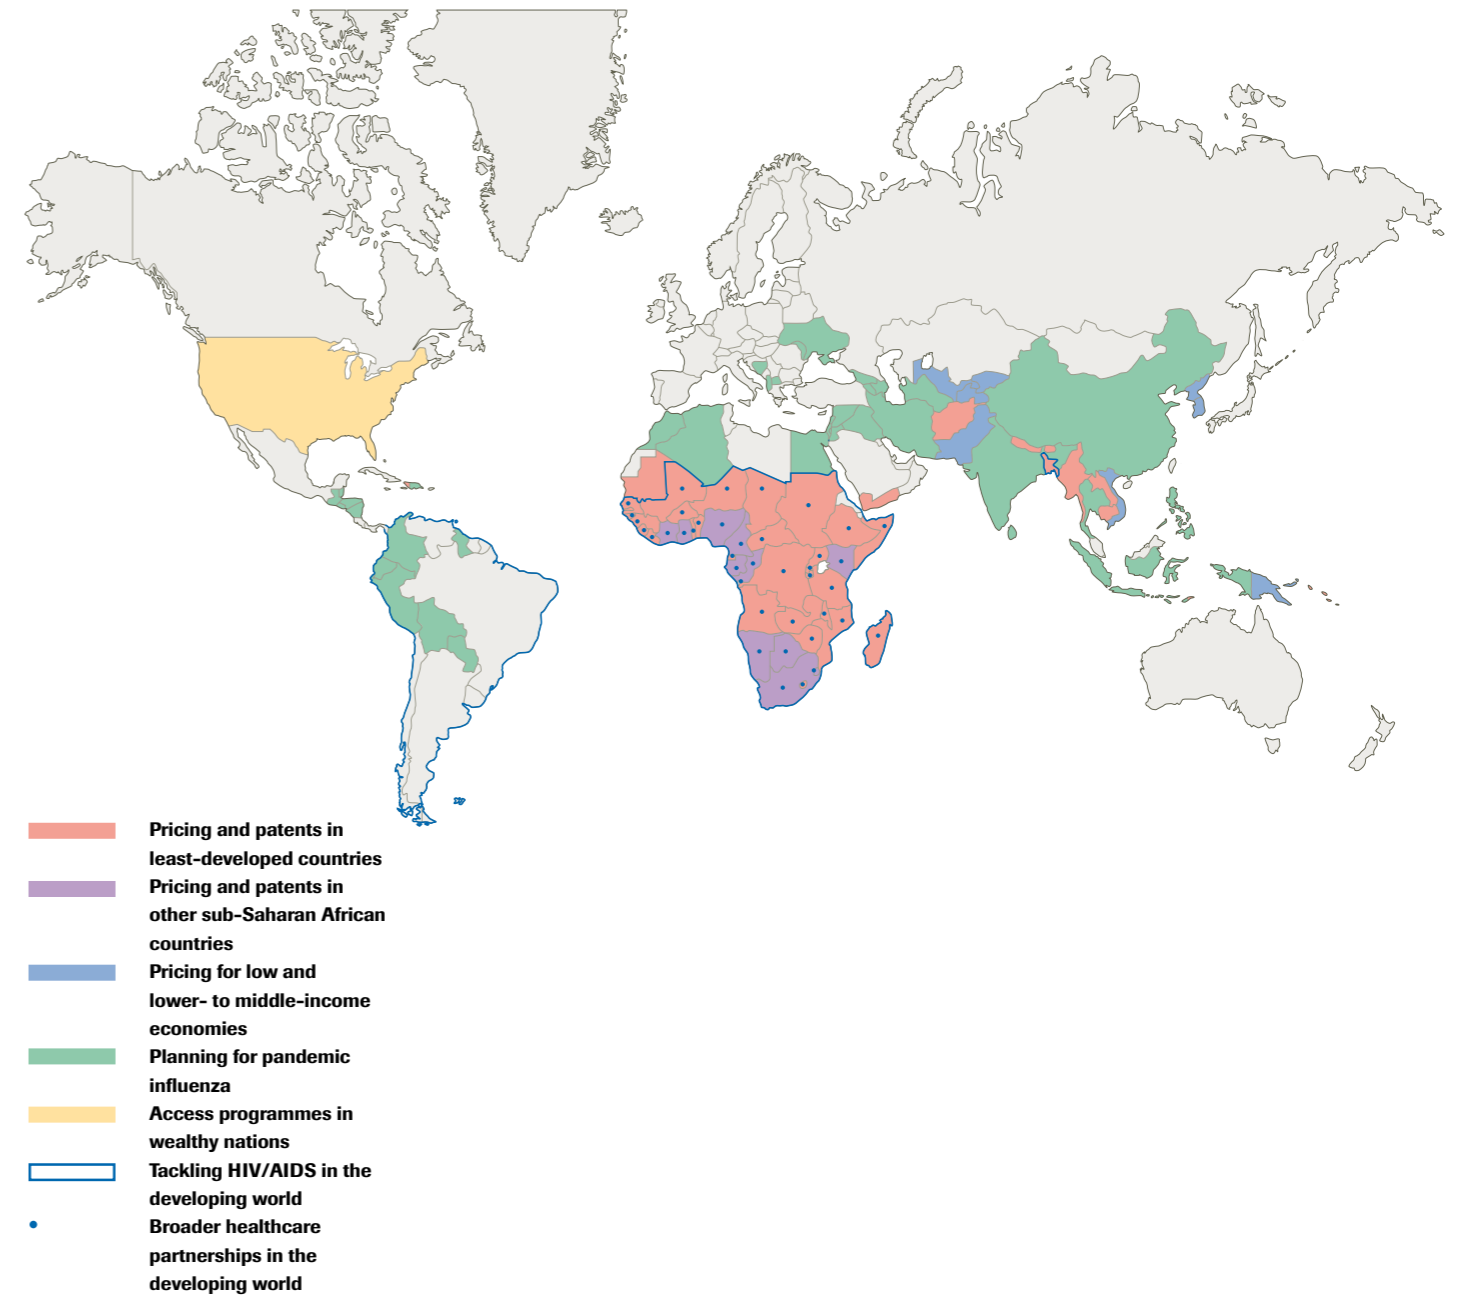 Pricing and patents in
least-developed countries
Pricing and patents in
other sub-Saharan African
countries
Pricing for low and
lower- to middle-income
economies
Planning for pandemic
influenza
Access programmes in
wealthy nations
Tackling HIV/AIDS in the
developing world
Broader healthcare
partnerships in the
developing world